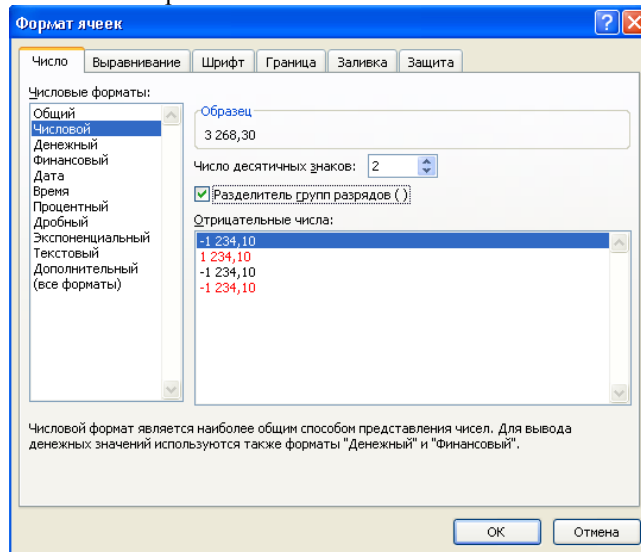 Формат ячеек
Число Выравнивание Шрифт Граница Заливка Защита
Числовые форматы:
Общий
Числовой
Денежный
Финансовый
Дата
Время
Процентный
Дробный
Экспоненциальный
Текстовый
Дополнительный
(все форматы)
Образец
3 268,30
Число десятичных знаков: 2
Разделитель групп разрядов ( )
Отрицательные числа:
-1 234,10
1 234,10
-1 234,10
-1 234,10
Числовой формат является наиболее общим способом представления чисел. Для вывода
денежных значений используются также форматы "Денежный" и "Финансовый".
ОК Отмена